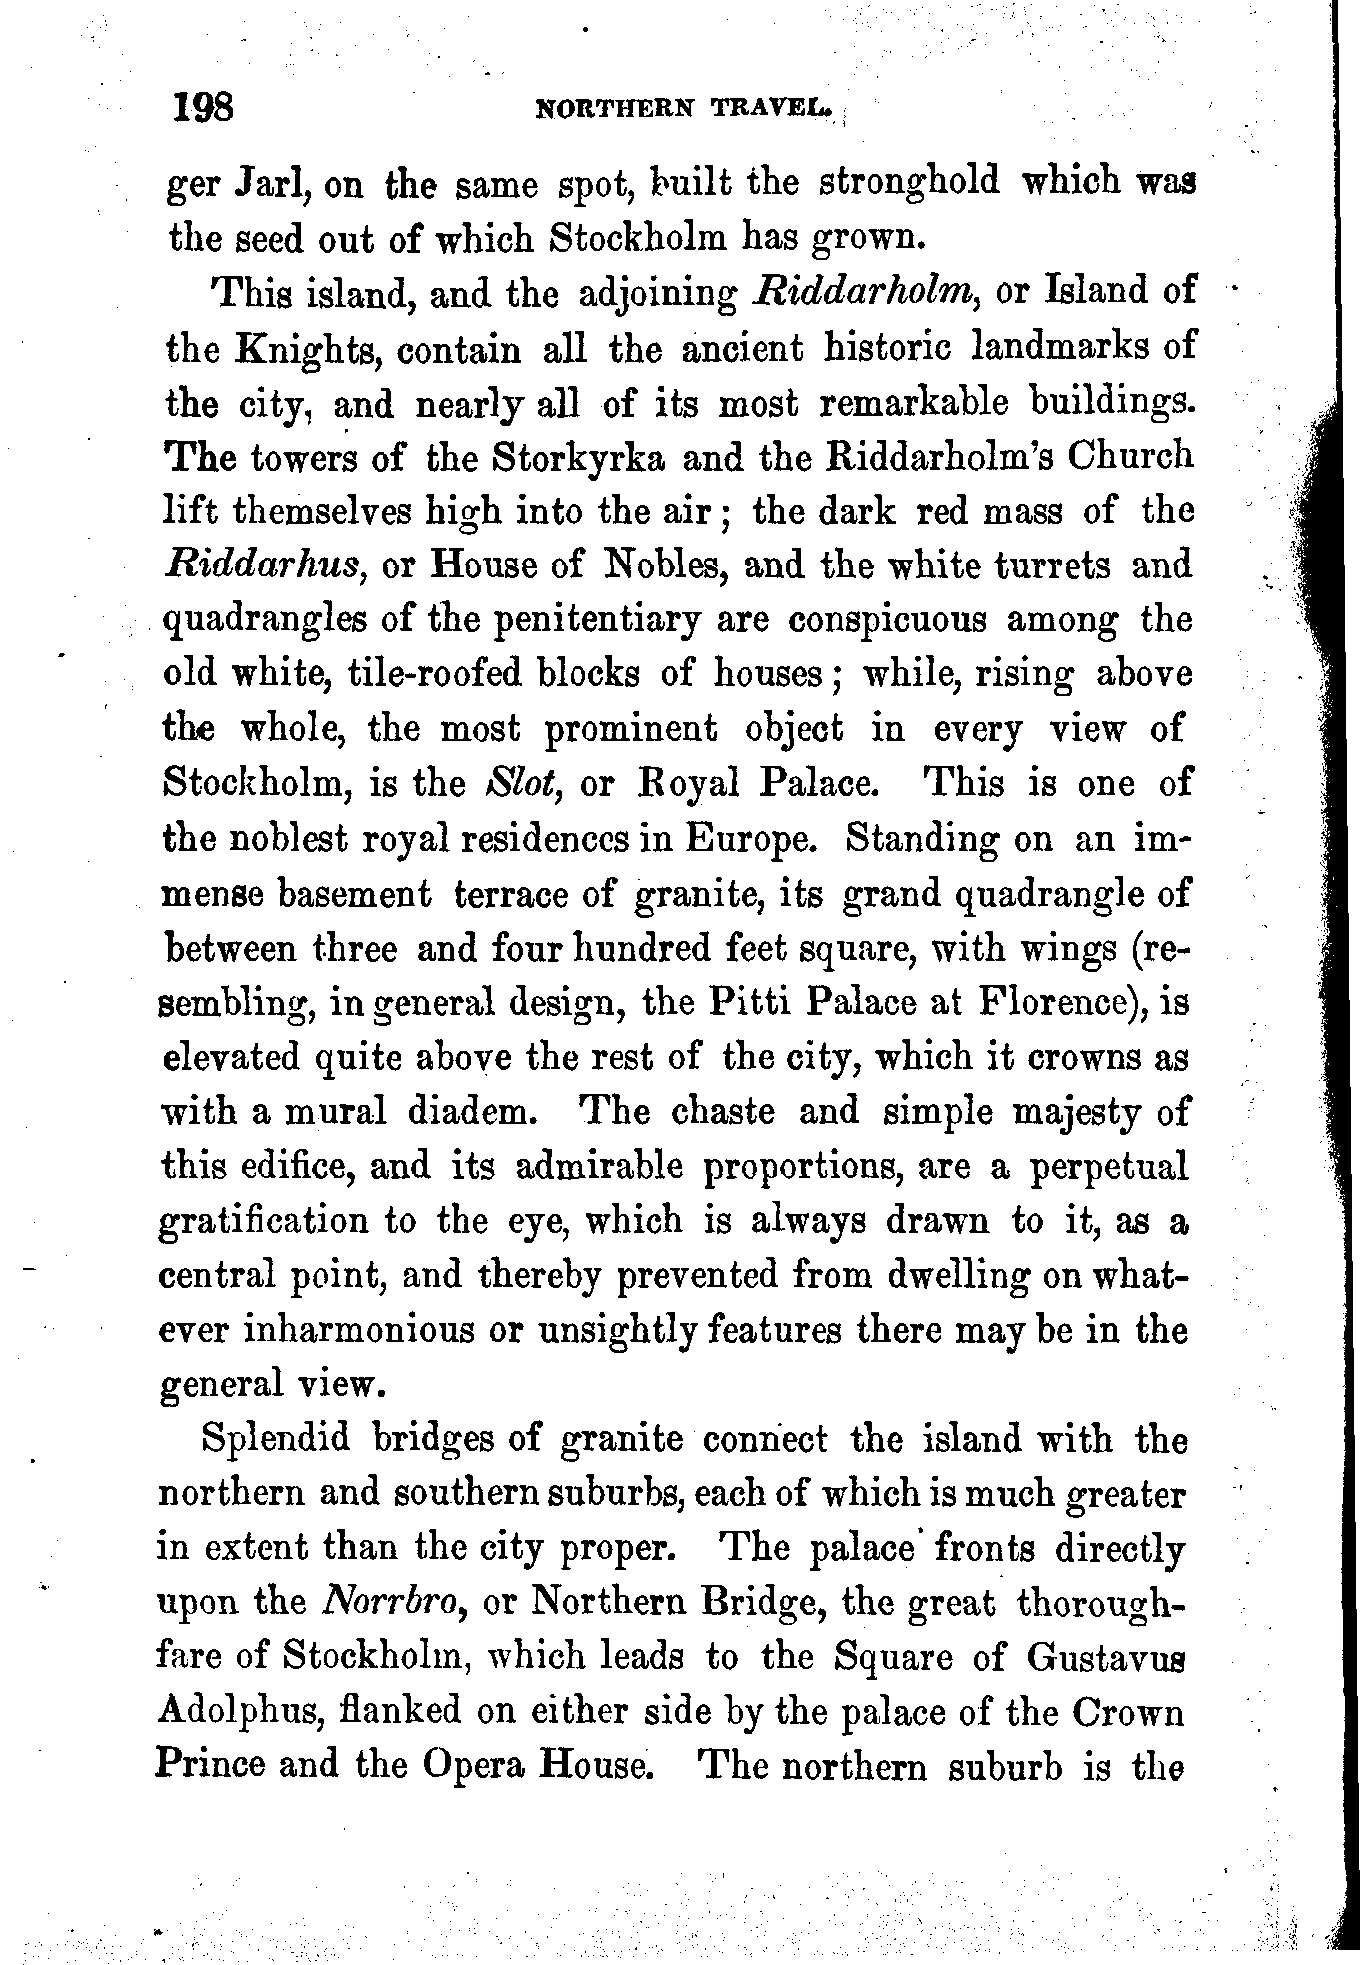 198 NORTHERN TRAVEL.
ger Jarl, on the same spot, built the stronghold which was
the seed out of which Stockholm has grown.
This island, and the adjoining Riddarholm, or Island of
the Knights, contain all the ancient historic landmarks of
the city, and nearly all of its most remarkable buildings.
The towers of the Storkyrka and the Riddarholm's Church
lift themselves high into the air; the dark red mass of the
Riddarhus, or House of Nobles, and the white turrets and
quadrangles of the penitentiary are conspicuous among the
old white, tile-roofed blocks of houses; while, rising above
the whole, the most prominent object in every view of
Stockholm, is the Slot, or Royal Palace. This is one of
the noblest royal residences in Europe. Standing on an im-
mense basement terrace of granite, its grand quadrangle of
between three and four hundred feet square, with wings (re-
sembling, in general design, the Pitti Palace at Florence), is
elevated quite above the rest of the city, which it crowns as
with a mural diadem. The chaste and simple majesty of
this edifice, and its admirable proportions, are a perpetual
gratification to the eye, which is always drawn to it, as a
central point, and thereby prevented from dwelling on what-
ever inharmonious or unsightly features there may be in the
general view.
Splendid bridges of granite connect the island with the
northern and southern suburbs, each of which is much greater
in extent than the city proper. The palace fronts directly
upon the Norrbro, or Northern Bridge, the great thorough-
fare of Stockholm, which leads to the Square of Gustavus
Adolphus, flanked on either side by the palace of the Crown
Prince and the Opera House. The northern suburb is the